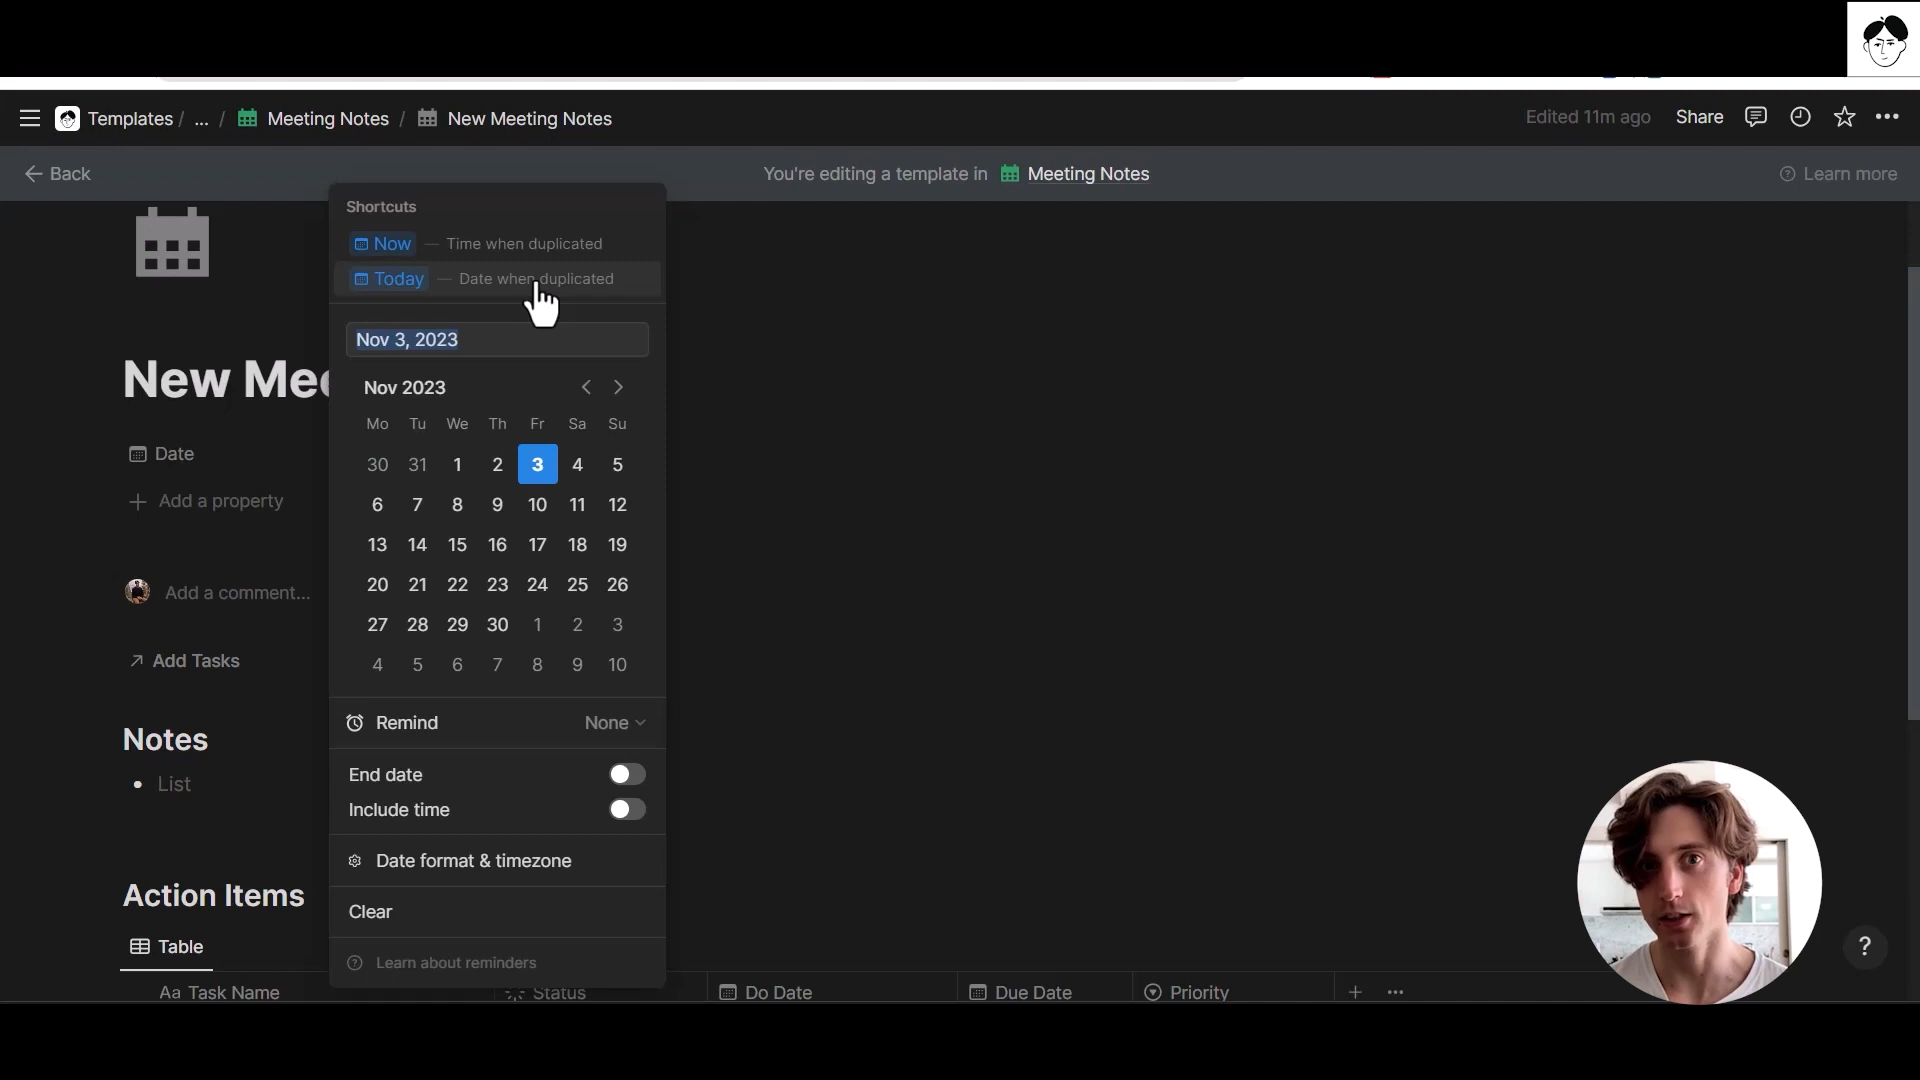 Templates / ... / Meeting Notes / New Meeting Notes
Edited 11m ago Share
Back
You're editing a template in Meeting Notes
Learn more
Shortcuts
Now — Time when duplicated
Today — Date when duplicated
Nov 3, 2023
New Mee
Nov 2023
Mo Tu We Th Fr Sa Su
30 31 1 2 3 4 5
6 7 8 9 10 11 12
13 14 15 16 17 18 19
20 21 22 23 24 25 26
27 28 29 30 1 2 3
4 5 6 7 8 9 10
Date
+ Add a property
Add a comment...
Add Tasks
Remind None
Notes
• List
End date
Include time
Date format & timezone
Action Items
Clear
Table
Learn about reminders
?
Aa Task Name Status Do Date Due Date Priority + ...